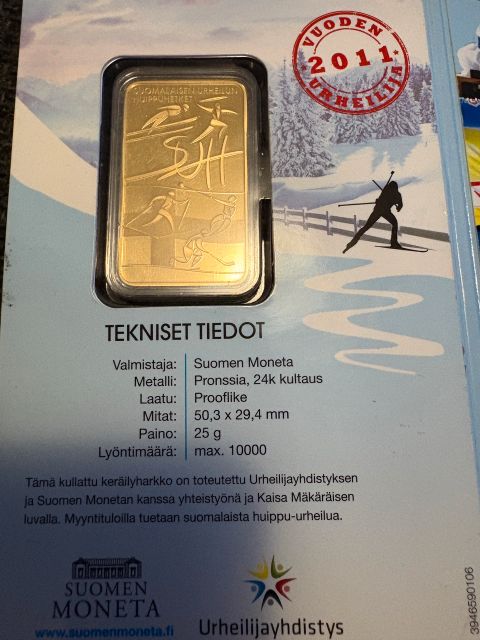 VUODEN
2011
URHEILIJA
SUOMALAISEN URHEILUN
HUIPPUHETKET
TEKNISET TIEDOT
Valmistaja: Suomen Moneta
Metalli: Pronssia, 24k kultaus
Laatu: Prooflike
Mitat: 50,3 x 29,4 mm
Paino: 25 g
Lyöntimäärä: max. 10000
Tämä kullattu keräilyharkko on toteutettu Urheilijayhdistyksen
ja Suomen Monetan kanssa yhteistyönä ja Kaisa Mäkäräisen
luvalla. Myyntituloilla tuetaan suomalaista huippu-urheilua.
SUOMEN
MONETA
www.suomenmoneta.fi
Urheilijayhdistys
3946590106